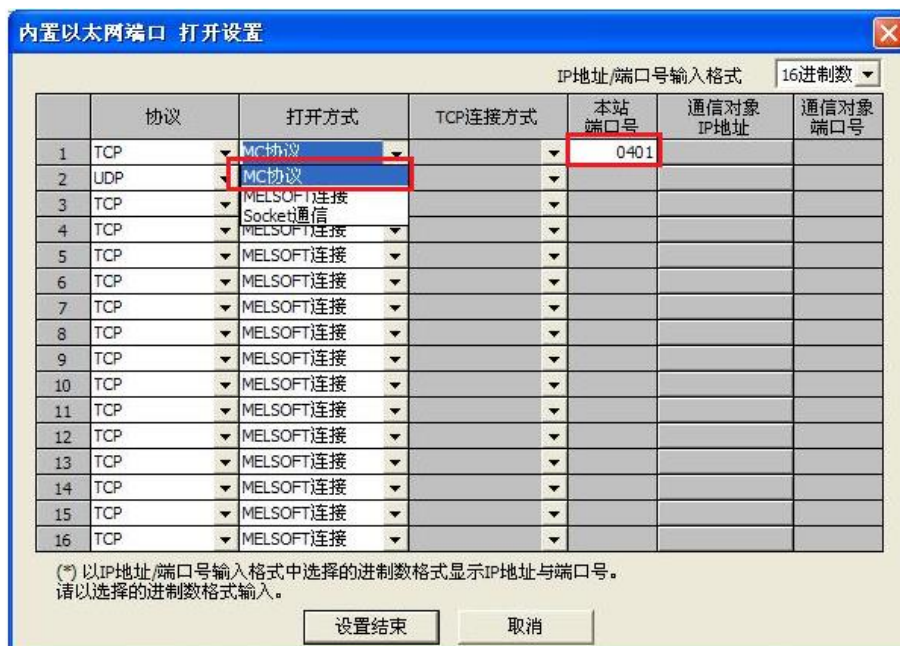 内置以太网端口 打开设置
IP地址/端口号输入格式 16进制数
协议 打开方式 TCP连接方式 本站端口号 通信对象IP地址 通信对象端口号
1 TCP MC协议 0401
2 UDP MC协议
3 TCP MELSOFT连接
Socket通信
4 TCP MELSOFT连接
5 TCP MELSOFT连接
6 TCP MELSOFT连接
7 TCP MELSOFT连接
8 TCP MELSOFT连接
9 TCP MELSOFT连接
10 TCP MELSOFT连接
11 TCP MELSOFT连接
12 TCP MELSOFT连接
13 TCP MELSOFT连接
14 TCP MELSOFT连接
15 TCP MELSOFT连接
16 TCP MELSOFT连接
(*) 以IP地址/端口号输入格式中选择的进制数格式显示IP地址与端口号。
请以选择的进制数格式输入。
设置结束 取消